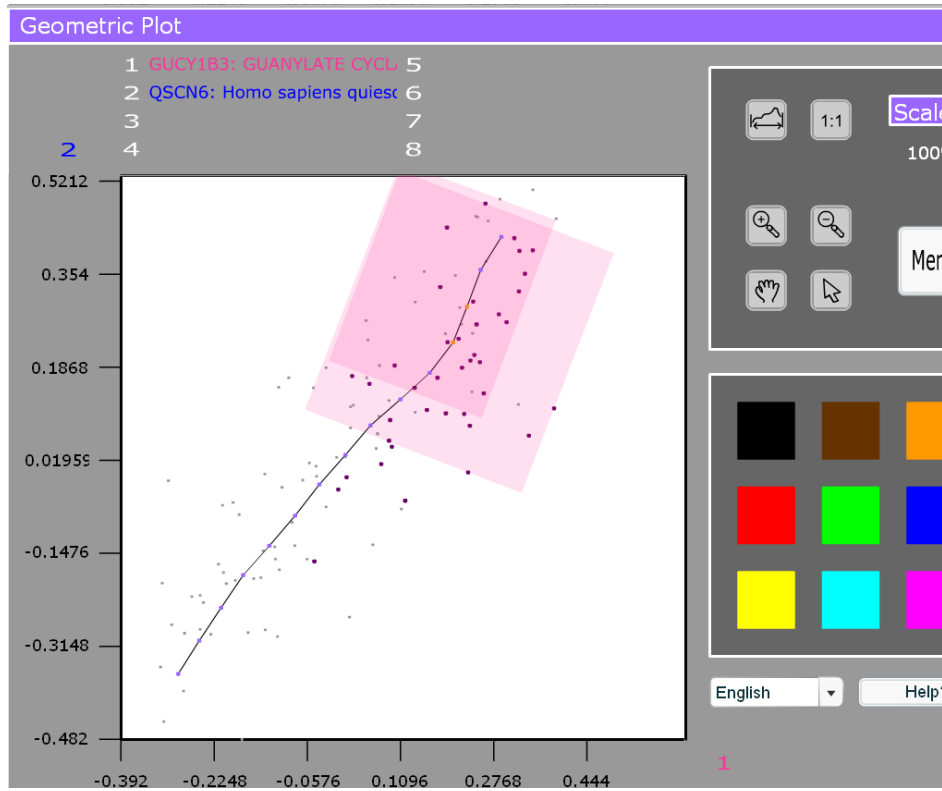 Geometric Plot
1 GUCY1B3: GUANYLATE CYCL 5
2 QSCN6: Homo sapiens quiesc 6
3 7
2 4 8
Scale
1:1
100%
Men
0.5212
0.354
0.1868
0.01959
-0.1476
-0.3148
-0.482
-0.392 -0.2248 -0.0576 0.1096 0.2768 0.444
English
Help?
1